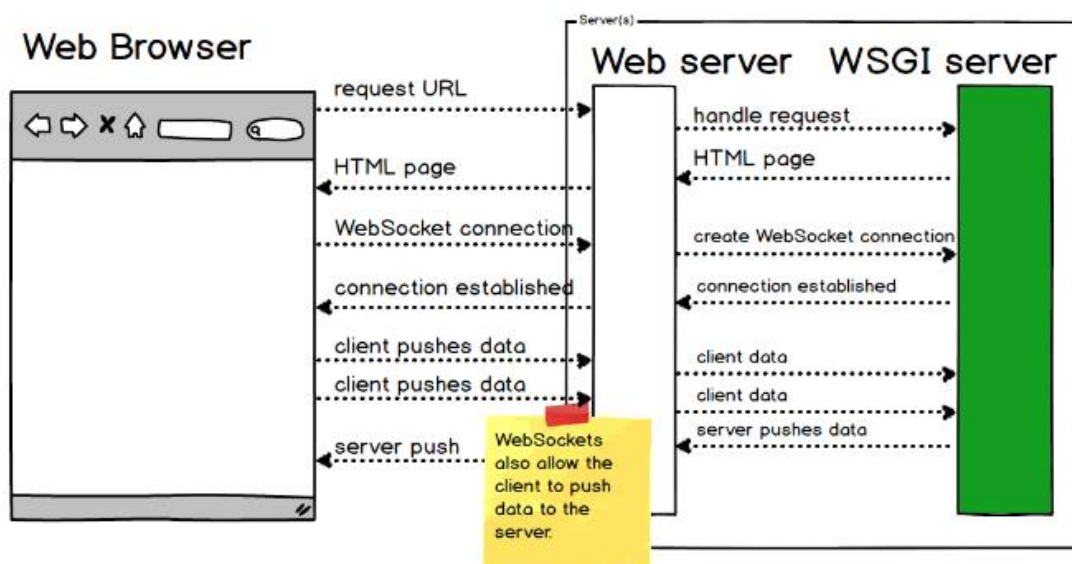 Server(s)
Web Browser
Web server
WSGI server
request URL
handle request
HTML page
HTML page
WebSocket connection
create WebSocket connection
connection established
connection established
client pushes data
client data
client pushes data
client data
server pushes data
server push
WebSockets
also allow the
client to push
data to the
server.